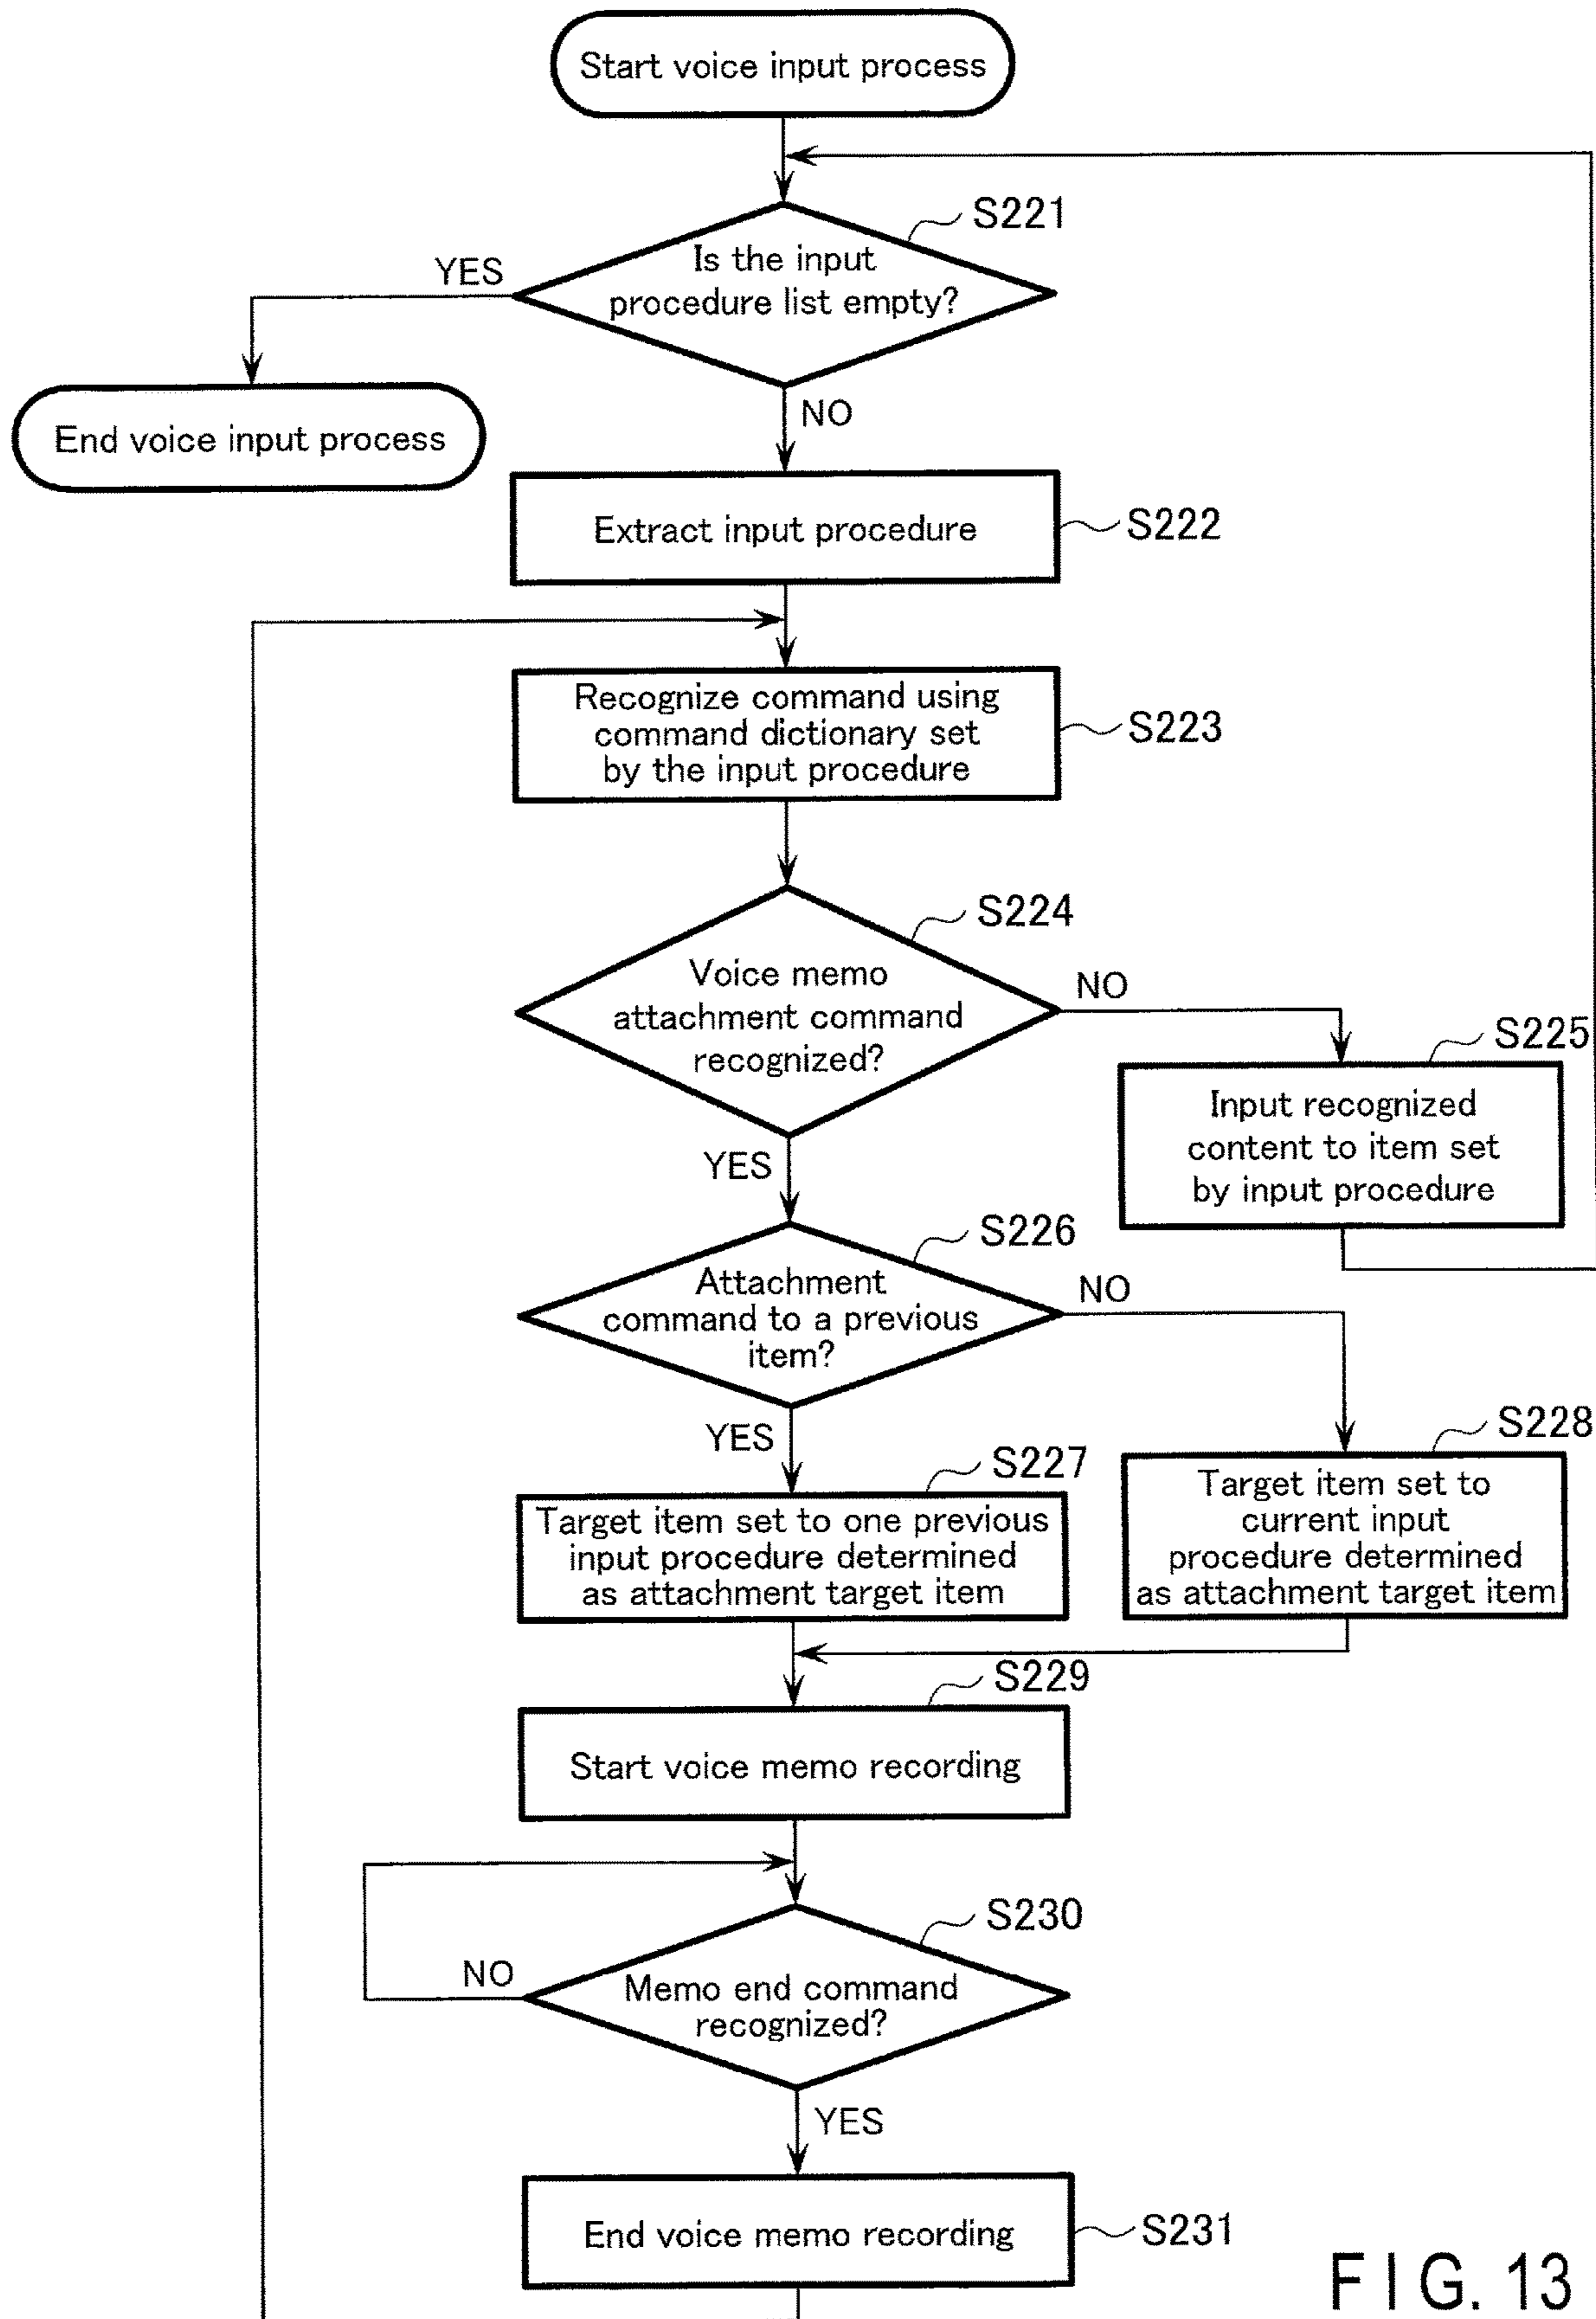 Start voice input process
S221
Is the input
procedure list empty?
YES
NO
End voice input process
Extract input procedure
S222
Recognize command using
command dictionary set
by the input procedure
S223
S224
Voice memo
attachment command
recognized?
NO
YES
S225
Input recognized
content to item set
by input procedure
S226
Attachment
command to a previous
item?
NO
YES
S227
Target item set to one previous
input procedure determined
as attachment target item
S228
Target item set to
current input
procedure determined
as attachment target item
S229
Start voice memo recording
S230
Memo end command
recognized?
NO
YES
End voice memo recording
S231
FIG. 13